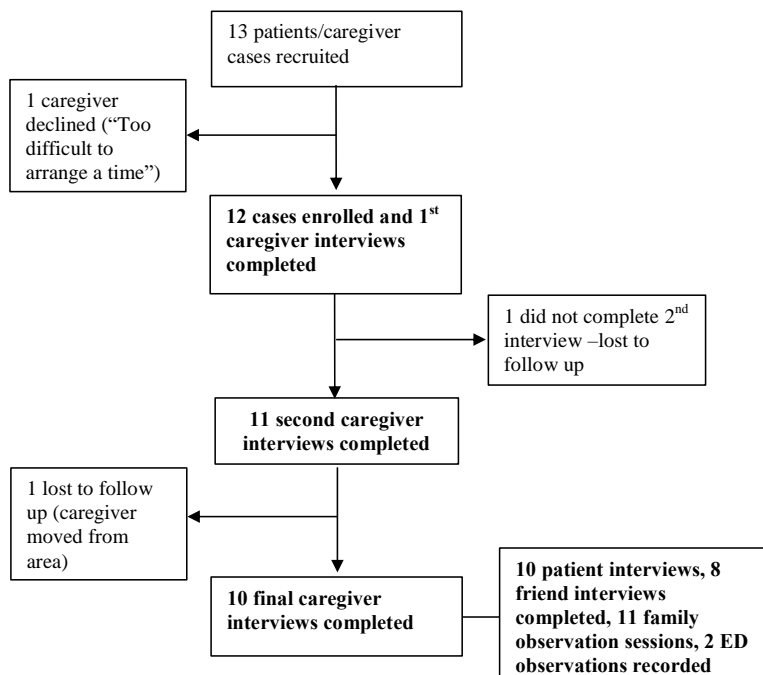 13 patients/caregiver
cases recruited
1 caregiver
declined (“Too
difficult to
arrange a time”)
12 cases enrolled and 1st
caregiver interviews
completed
1 did not complete 2nd
interview –lost to
follow up
11 second caregiver
interviews completed
1 lost to follow
up (caregiver
moved from
area)
10 final caregiver
interviews completed
10 patient interviews, 8
friend interviews
completed, 11 family
observation sessions, 2 ED
observations recorded